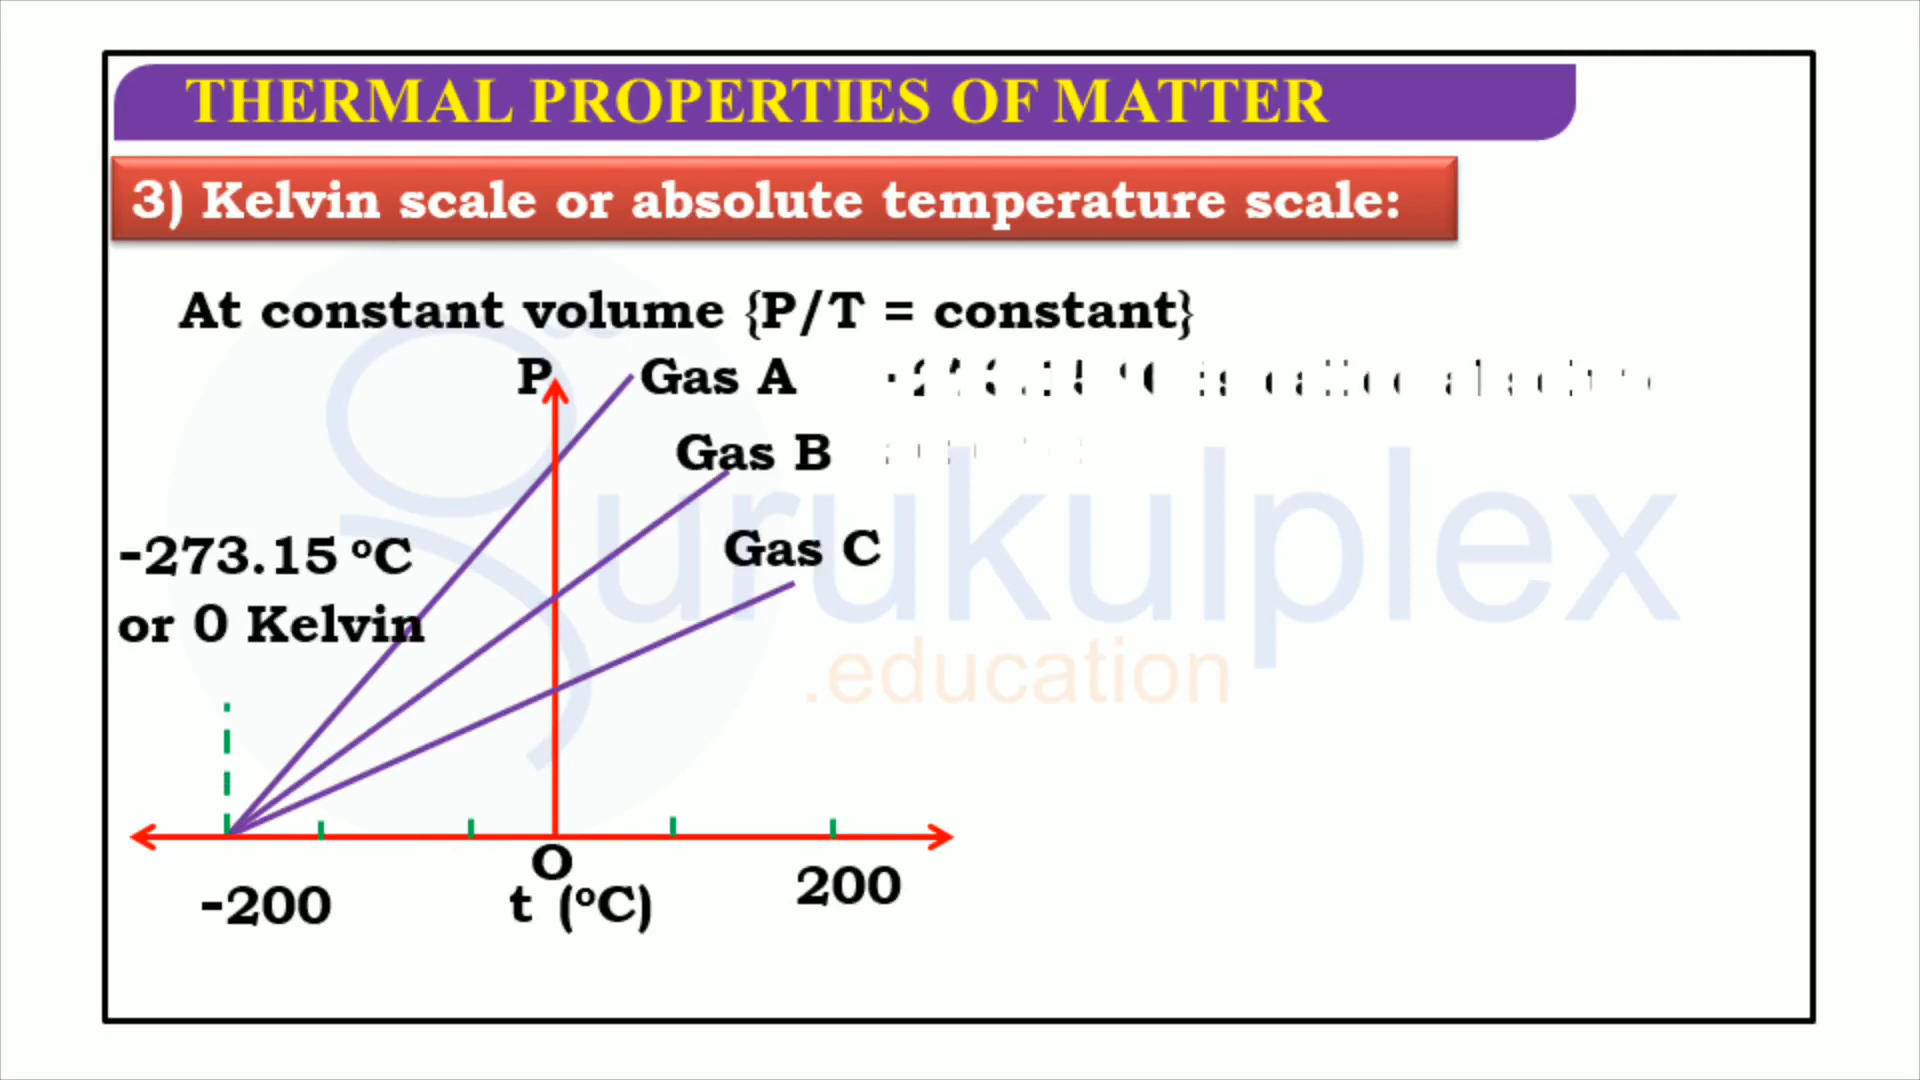 THERMAL PROPERTIES OF MATTER
3) Kelvin scale or absolute temperature scale:
At constant volume {P/T = constant}
P
Gas A
Gas B
Gas C
-273.15 °C
or 0 Kelvin
urukulplex
.education
O
-200
t (°C)
200